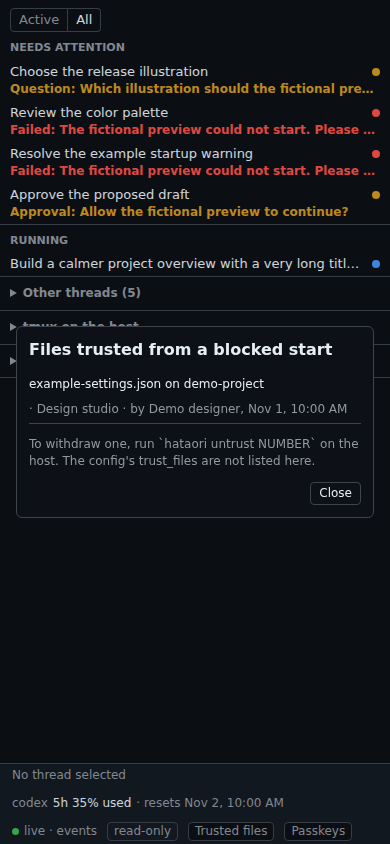 Active All
NEEDS ATTENTION
Choose the release illustration
Question: Which illustration should the fictional pre…
Review the color palette
Failed: The fictional preview could not start. Please …
Resolve the example startup warning
Failed: The fictional preview could not start. Please …
Approve the proposed draft
Approval: Allow the fictional preview to continue?
RUNNING
Build a calmer project overview with a very long titl…
Other threads (5)
Files trusted from a blocked start
example-settings.json on demo-project
· Design studio · by Demo designer, Nov 1, 10:00 AM
To withdraw one, run `hataori untrust NUMBER` on the
host. The config's trust_files are not listed here.
Close
No thread selected
codex 5h 35% used · resets Nov 2, 10:00 AM
live · events read-only Trusted files Passkeys